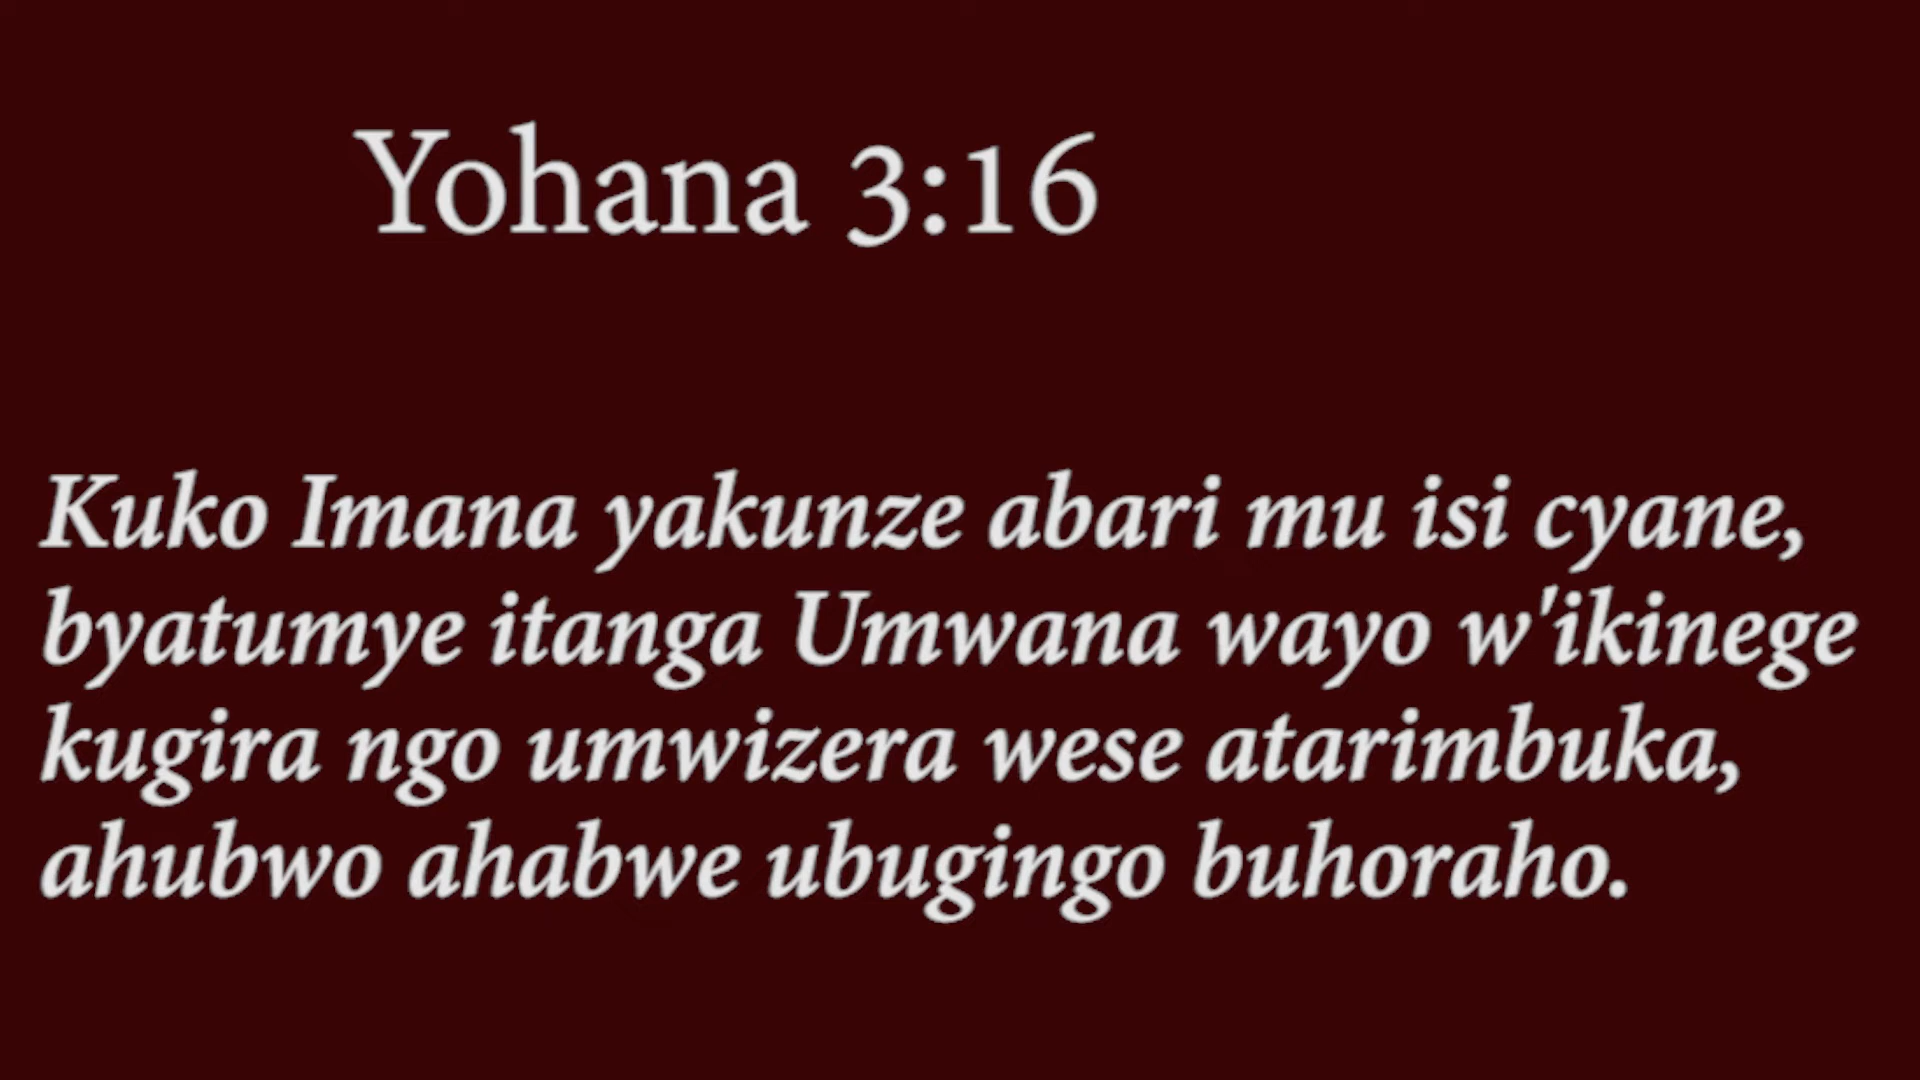 Yohana 3:16
Kuko Imana yakunze abari mu isi cyane,
byatumye itanga Umwana wayo w'ikinege
kugira ngo umwizera wese atarimbuka,
ahubwo ahabwe ubugingo buhoraho.